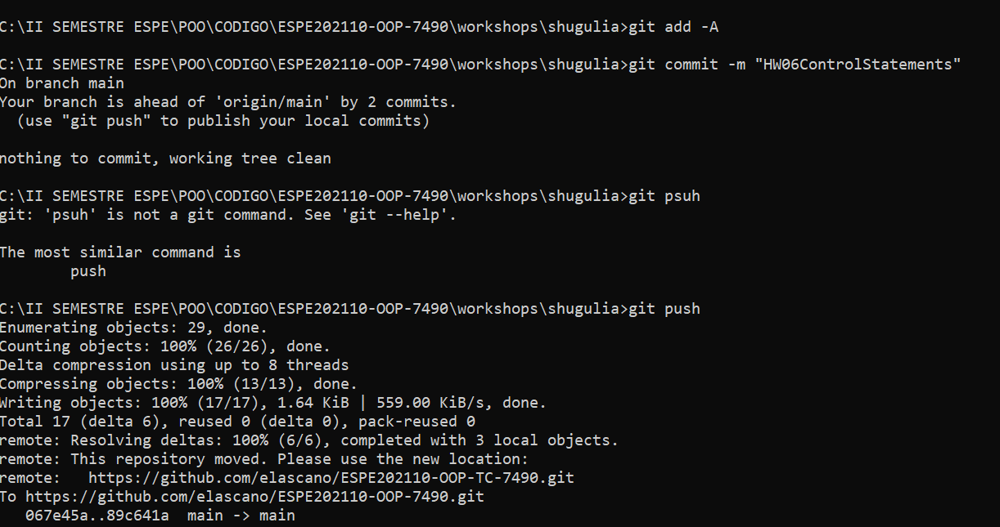 C:\II SEMESTRE ESPE\POO\CODIGO\ESPE202110-OOP-7490\workshops\shugulia>git add -A
C:\II SEMESTRE ESPE\POO\CODIGO\ESPE202110-OOP-7490\workshops\shugulia>git commit -m "HW06ControlStatements"
On branch main
Your branch is ahead of 'origin/main' by 2 commits.
  (use "git push" to publish your local commits)
nothing to commit, working tree clean
C:\II SEMESTRE ESPE\POO\CODIGO\ESPE202110-OOP-7490\workshops\shugulia>git psuh
git: 'psuh' is not a git command. See 'git --help'.
The most similar command is
        push
C:\II SEMESTRE ESPE\POO\CODIGO\ESPE202110-OOP-7490\workshops\shugulia>git push
Enumerating objects: 29, done.
Counting objects: 100% (26/26), done.
Delta compression using up to 8 threads
Compressing objects: 100% (13/13), done.
Writing objects: 100% (17/17), 1.64 KiB | 559.00 KiB/s, done.
Total 17 (delta 6), reused 0 (delta 0), pack-reused 0
remote: Resolving deltas: 100% (6/6), completed with 3 local objects.
remote: This repository moved. Please use the new location:
remote:   https://github.com/elascano/ESPE202110-OOP-TC-7490.git
To https://github.com/elascano/ESPE202110-OOP-7490.git
   067e45a..89c641a  main -> main